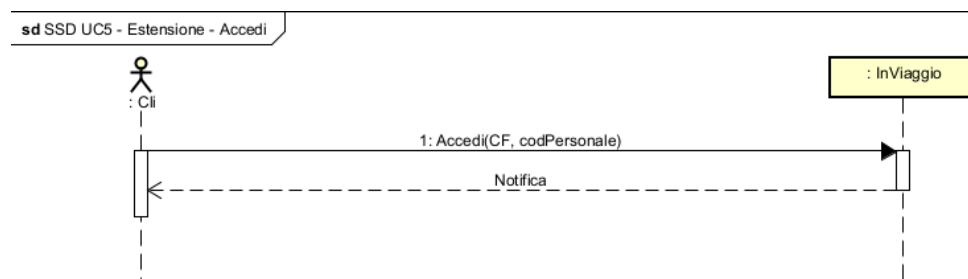 sd SSD UC5 - Estensione - Accedi
: Cli
: InViaggio
1: Accedi(CF, codPersonale)
Notifica